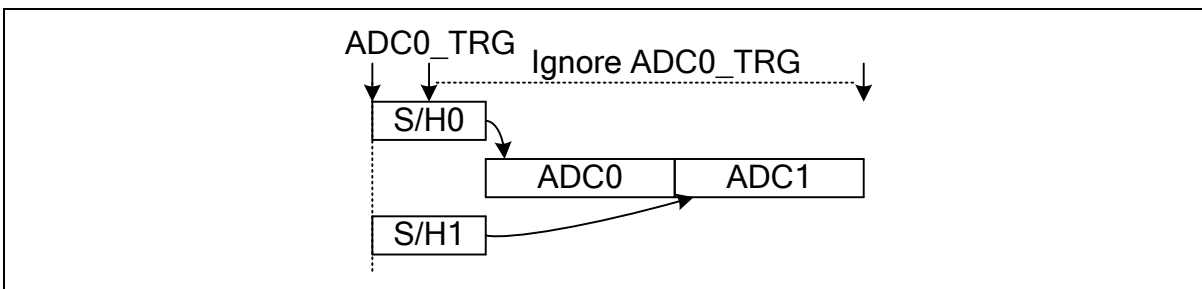 ADC0_TRG
Ignore ADC0_TRG
S/H0
ADC0 ADC1
S/H1